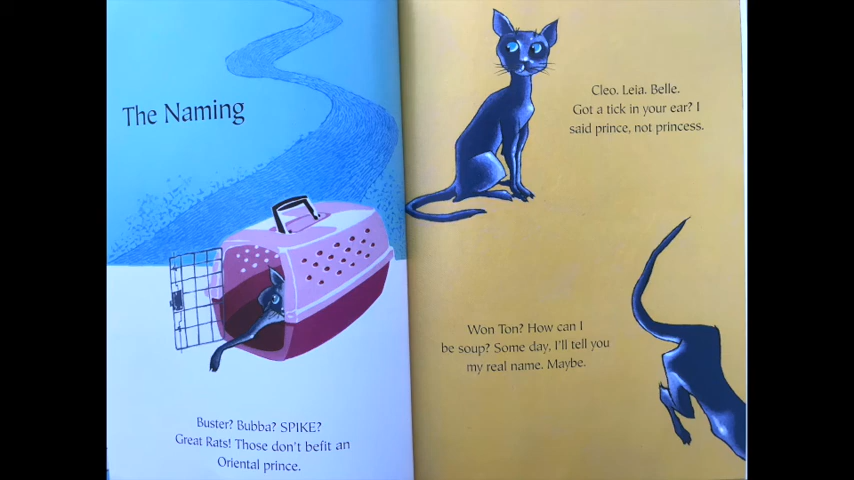 The Naming
Buster? Bubba? SPIKE?
Great Rats! Those don't befit an
Oriental prince.
Cleo. Leia. Belle.
Got a tick in your ear? I
said prince, not princess.
Won Ton? How can I
be soup? Some day, I'll tell you
my real name. Maybe.